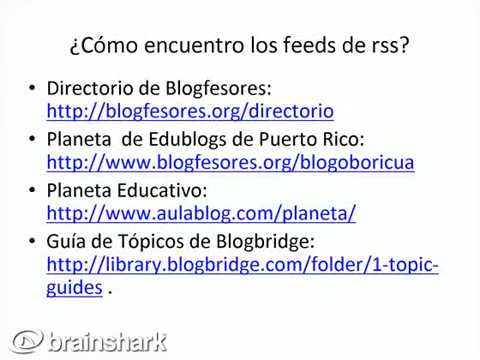 ¿Cómo encuentro los feeds de rss?
• Directorio de Blogfesores:
http://blogfesores.org/directorio
• Planeta de Edublogs de Puerto Rico:
http://www.blogfesores.org/blogoboricua
• Planeta Educativo:
http://www.aulablog.com/planeta/
• Guía de Tópicos de Blogbridge:
http://library.blogbridge.com/folder/1-topic-
guides .
brainshark